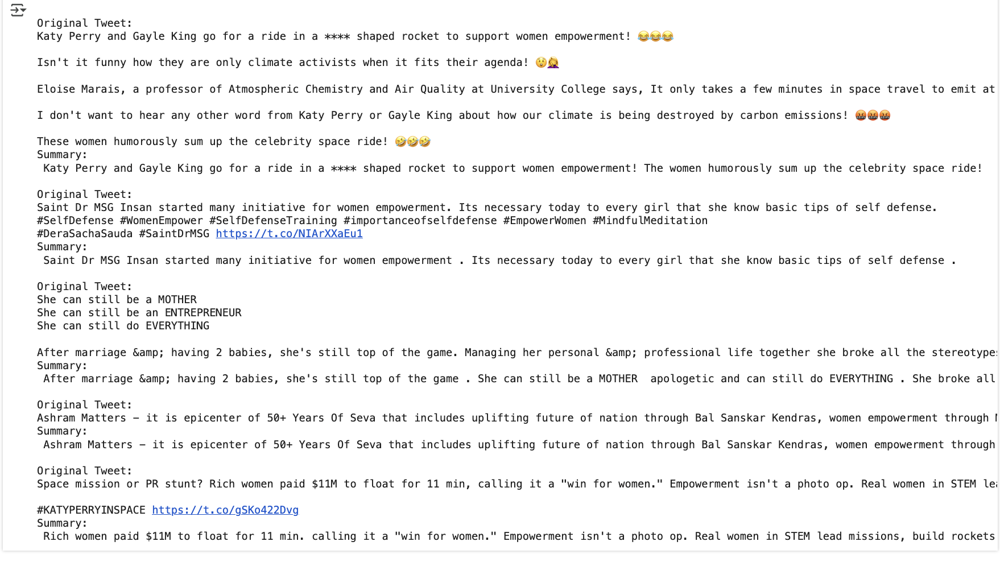 Original Tweet:
Katy Perry and Gayle King go for a ride in a **** shaped rocket to support women empowerment! 😂😂😂
Isn't it funny how they are only climate activists when it fits their agenda! 😲🤦‍♀️
Eloise Marais, a professor of Atmospheric Chemistry and Air Quality at University College says, It only takes a few minutes in space travel to emit at
I don't want to hear any other word from Katy Perry or Gayle King about how our climate is being destroyed by carbon emissions! 🤬🤬🤬
These women humorously sum up the celebrity space ride! 🤣🤣🤣
Summary:
Katy Perry and Gayle King go for a ride in a **** shaped rocket to support women empowerment! The women humorously sum up the celebrity space ride!
Original Tweet:
Saint Dr MSG Insan started many initiative for women empowerment. Its necessary today to every girl that she know basic tips of self defense.
#SelfDefense #WomenEmpower #SelfDefenseTraining #importanceofselfdefense #EmpowerWomen #MindfulMeditation
#DeraSachaSauda #SaintDrMSG https://t.co/NIArXXaEu1
Summary:
Saint Dr MSG Insan started many initiative for women empowerment . Its necessary today to every girl that she know basic tips of self defense .
Original Tweet:
She can still be a MOTHER
She can still be an ENTREPRENEUR
She can still do EVERYTHING
After marriage &amp; having 2 babies, she's still top of the game. Managing her personal &amp; professional life together she broke all the stereotypes
Summary:
After marriage &amp; having 2 babies, she's still top of the game . She can still be a MOTHER  apologetic and can still do EVERYTHING . She broke all
Original Tweet:
Ashram Matters – it is epicenter of 50+ Years Of Seva that includes uplifting future of nation through Bal Sanskar Kendras, women empowerment through
Summary:
Ashram Matters – it is epicenter of 50+ Years Of Seva that includes uplifting future of nation through Bal Sanskar Kendras, women empowerment through
Original Tweet:
Space mission or PR stunt? Rich women paid $11M to float for 11 min, calling it a "win for women." Empowerment isn't a photo op. Real women in STEM
#KATYPERRYINSPACE https://t.co/gSKo422Dvg
Summary:
Rich women paid $11M to float for 11 min. calling it a "win for women." Empowerment isn't a photo op. Real women in STEM lead missions, build rockets